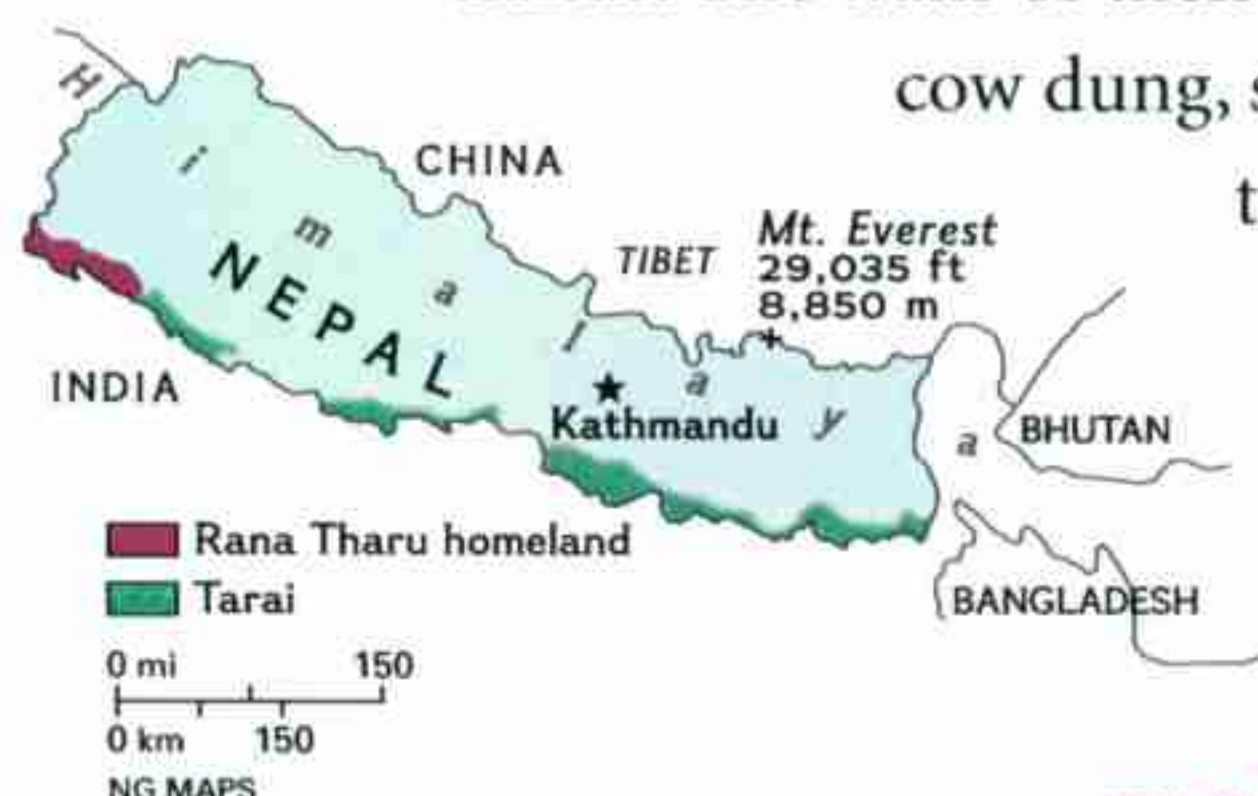 cow dung,
CHINA
Mt. Everest
29,035 ft
8,850 m
TIBET
Himalaya
NEPAL
INDIA
Kathmandu
BHUTAN
BANGLADESH
Rana Tharu homeland
Tarai
0 mi 150
0 km 150
NG MAPS